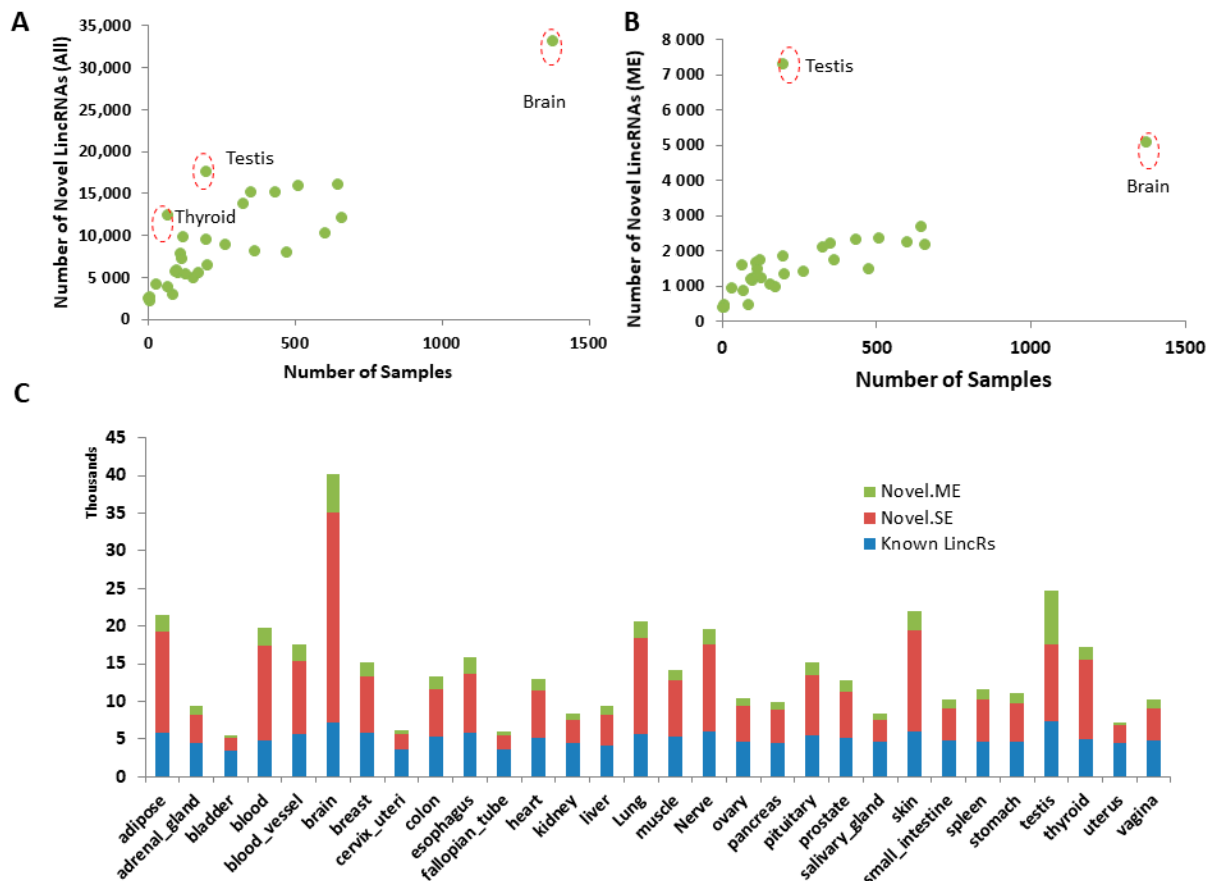 A
Number of Novel LincRNAs (All)
35,000
30,000
25,000
20,000
15,000
10,000
5 000
0
0 500 1000 1500
Number of Samples
Brain
Testis
Thyroid
B
Number of Novel LincRNAs (ME)
8 000
7 000
6 000
5 000
4 000
3 000
2 000
1 000
0
0 500 1000 1500
Number of Samples
Testis
Brain
C
Thousands
45
40
35
30
25
20
15
10
5
0
Novel.ME
Novel.SE
Known LincRs
adipose
adrenal_gland
bladder
blood
blood_vessel
brain
breast
cervix_uteri
colon
esophagus
fallopian_tube
heart
kidney
liver
Lung
muscle
Nerve
ovary
pancreas
pituitary
prostate
salivary_gland
skin
small_intestine
spleen
stomach
testis
thyroid
uterus
vagina